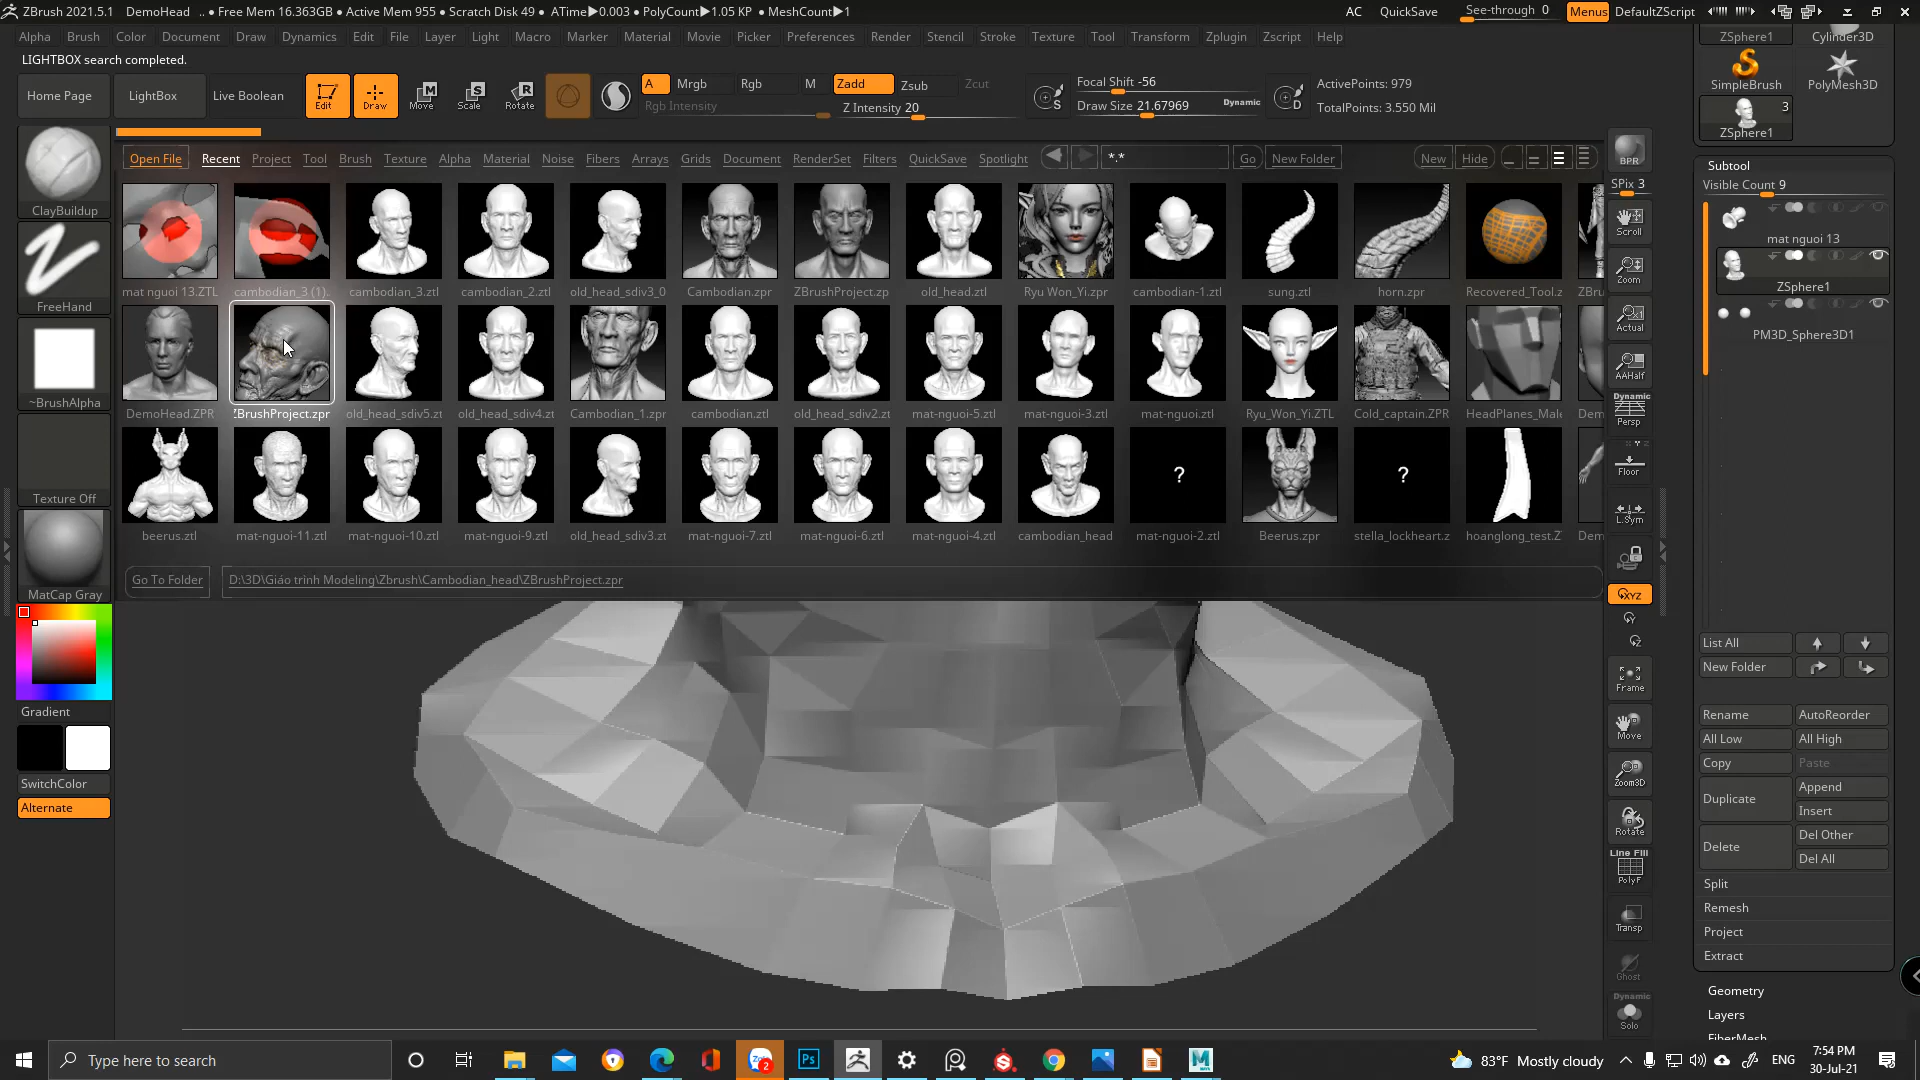 ZBrush 2021.5.1 DemoHead .. • Free Mem 16.363GB • Active Mem 955 • Scratch Disk 49 • ATime▶0.003 • PolyCount▶1.05 KP • MeshCount▶1 AC QuickSave See-through 0 Menus DefaultZScript
Alpha Brush Color Document Draw Dynamics Edit File Layer Light Macro Marker Material Movie Picker Preferences Render Stencil Stroke Texture Tool Transform Zplugin Zscript Help
LIGHTBOX search completed.
Home Page LightBox Live Boolean Edit Draw Move Scale Rotate
A Mrgb Rgb M Zadd Zsub Zcut
Rgb Intensity Z Intensity 20
Focal Shift -56
Draw Size 21.67969 Dynamic
ActivePoints: 979
TotalPoints: 3.550 Mil
Open File Recent Project Tool Brush Texture Alpha Material Noise Fibers Arrays Grids Document RenderSet Filters QuickSave Spotlight *.* Go New Folder New Hide
mat nguoi 13.ZTL cambodian_3 (1). cambodian_3.ztl cambodian_2.ztl old_head_sdiv3_0 Cambodian.zpr ZBrushProject.zp old_head.ztl Ryu Won_Yi.zpr cambodian-1.ztl sung.ztl horn.zpr Recovered_Tool.z ZBru
DemoHead.ZPR ZBrushProject.zpr old_head_sdiv5.zt old_head_sdiv4.zt Cambodian_1.zpr cambodian.ztl old_head_sdiv2.zt mat-nguoi-5.ztl mat-nguoi-3.ztl mat-nguoi.ztl Ryu_Won_Yi.ZTL Cold_captain.ZPR HeadPlanes_Male Dem
? ?
beerus.ztl mat-nguoi-11.ztl mat-nguoi-10.ztl mat-nguoi-9.ztl old_head_sdiv3.zt mat-nguoi-7.ztl mat-nguoi-6.ztl mat-nguoi-4.ztl cambodian_head mat-nguoi-2.ztl Beerus.zpr stella_lockheart.z hoanglong_test.Z Dem
Go To Folder D:\3D\Giáo trình Modeling\Zbrush\Cambodian_head\ZBrushProject.zpr
ClayBuildup
FreeHand
~BrushAlpha
Texture Off
MatCap Gray
Gradient
SwitchColor
Alternate
BPR
SPix 3
Scroll
Zoom
Actual
AAHalf
Dynamic
Persp
Floor
L.Sym
XYZ
Y
Z
Frame
Move
Zoom3D
Rotate
Line Fill
PolyF
Transp
Ghost
Dynamic
Solo
ZSphere1 Cylinder3D
SimpleBrush PolyMesh3D
3
ZSphere1
Subtool
Visible Count 9
mat nguoi 13
ZSphere1
PM3D_Sphere3D1
List All
New Folder
Rename AutoReorder
All Low All High
Copy Paste
Duplicate Append
Insert
Delete Del Other
Del All
Split
Remesh
Project
Extract
Geometry
Layers
FiberMesh
Type here to search 2 Ps 83°F Mostly cloudy ENG 7:54 PM
30-Jul-21